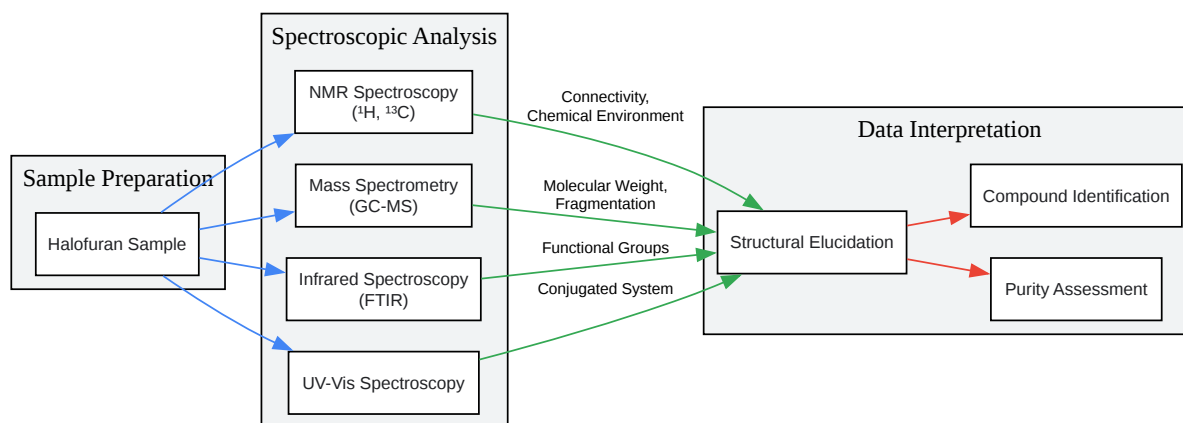 Sample Preparation
Halofuran Sample
Spectroscopic Analysis
NMR Spectroscopy
(¹H, ¹³C)
Mass Spectrometry
(GC-MS)
Infrared Spectroscopy
(FTIR)
UV-Vis Spectroscopy
Connectivity,
Chemical Environment
Molecular Weight,
Fragmentation
Functional Groups
Conjugated System
Data Interpretation
Structural Elucidation
Compound Identification
Purity Assessment